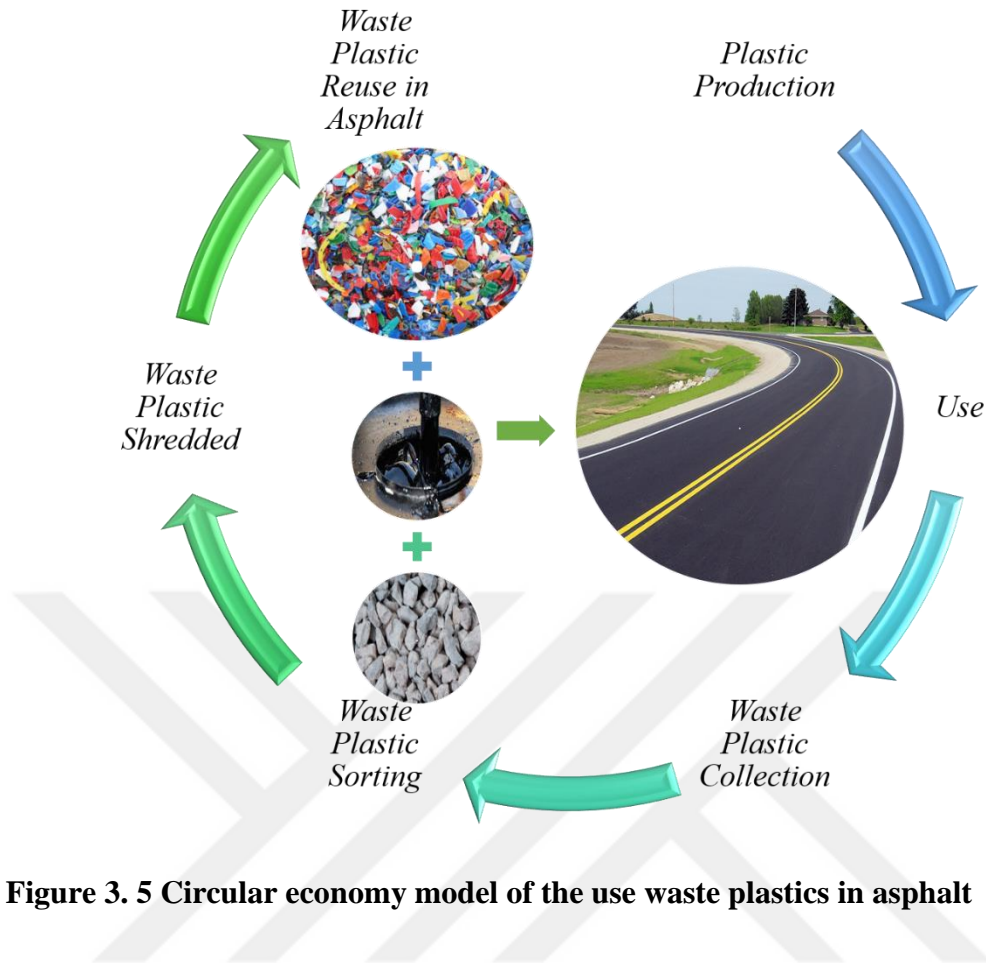 Waste
Plastic
Reuse in
Asphalt
Plastic
Production
Use
Waste
Plastic
Collection
Waste
Plastic
Sorting
Waste
Plastic
Shredded
Figure 3. 5 Circular economy model of the use waste plastics in asphalt